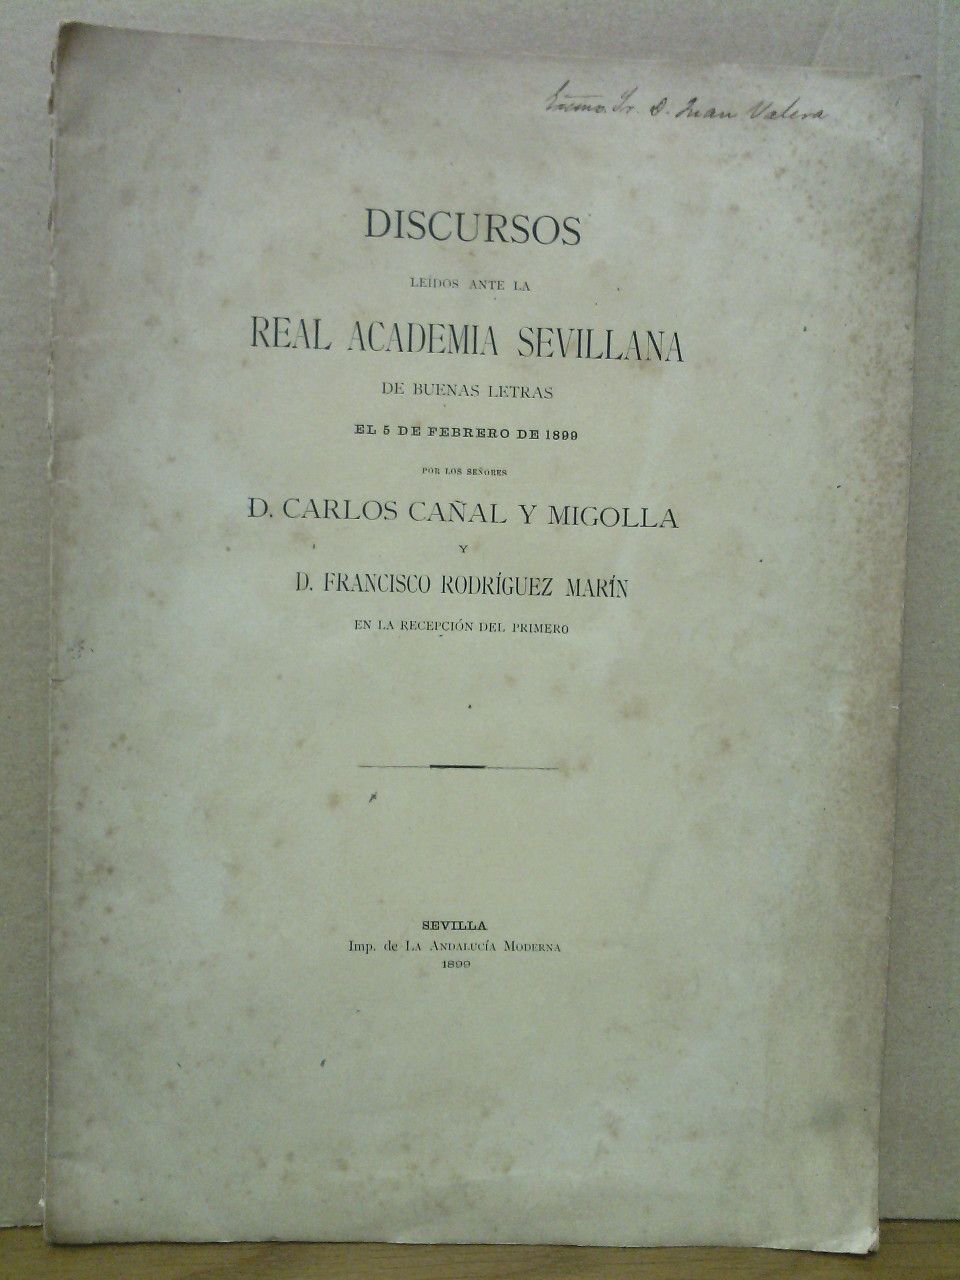 Excmo. Sr. D. Juan Valera
DISCURSOS
LEÍDOS ANTE LA
REAL ACADEMIA SEVILLANA
DE BUENAS LETRAS
EL 5 DE FEBRERO DE 1899
POR LOS SEÑORES
D. CARLOS CAÑAL Y MIGOLLA
Y
D. FRANCISCO RODRÍGUEZ MARÍN
EN LA RECEPCIÓN DEL PRIMERO
SEVILLA
Imp. de LA ANDALUCÍA MODERNA
1899